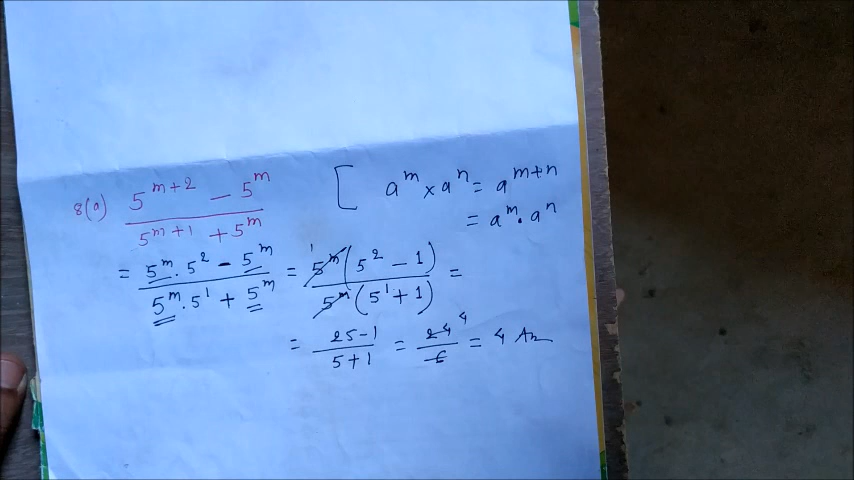 8(a) 5^{m+2} - 5^m / 5^{m+1} + 5^m [ a^m × a^n = a^{m+n}
= a^m . a^n
= 5^m . 5^2 - 5^m / 5^m . 5^1 + 5^m = 5^m (5^2 - 1) / 5^m (5^1 + 1) =
= 25-1 / 5+1 = 24 / 6 = 4